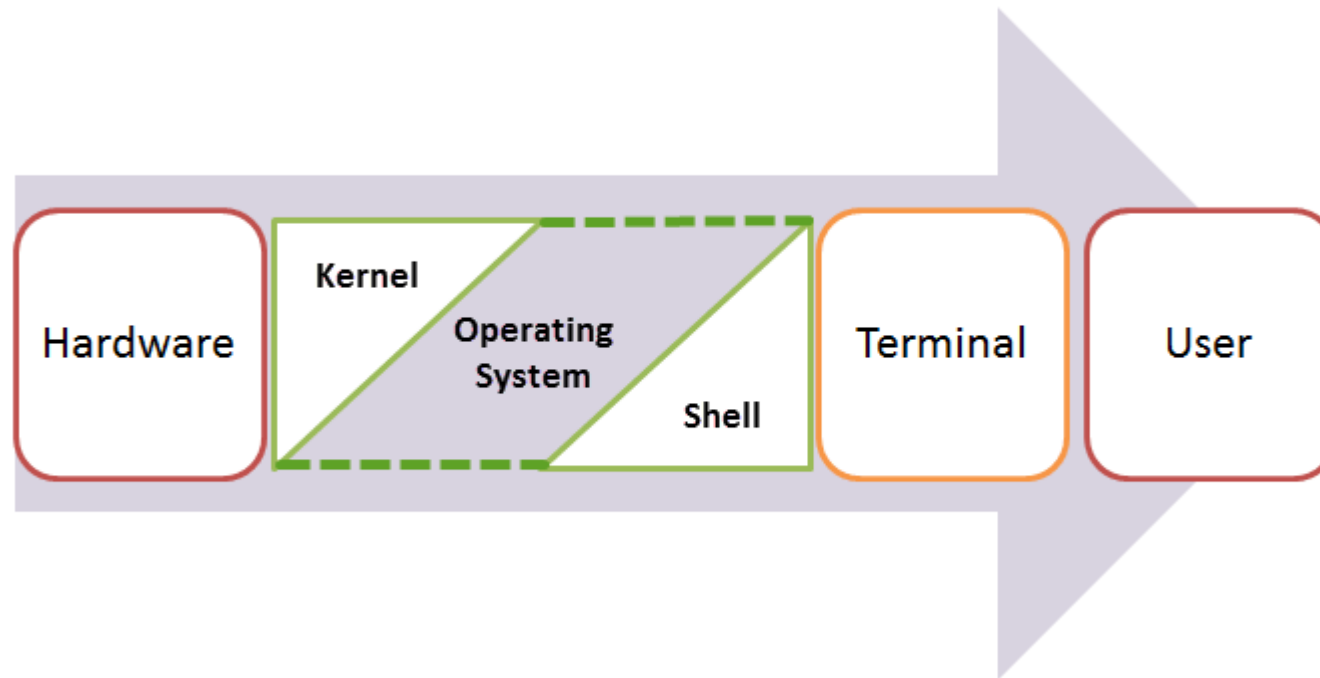 Hardware
Kernel
Operating
System
Shell
Terminal
User